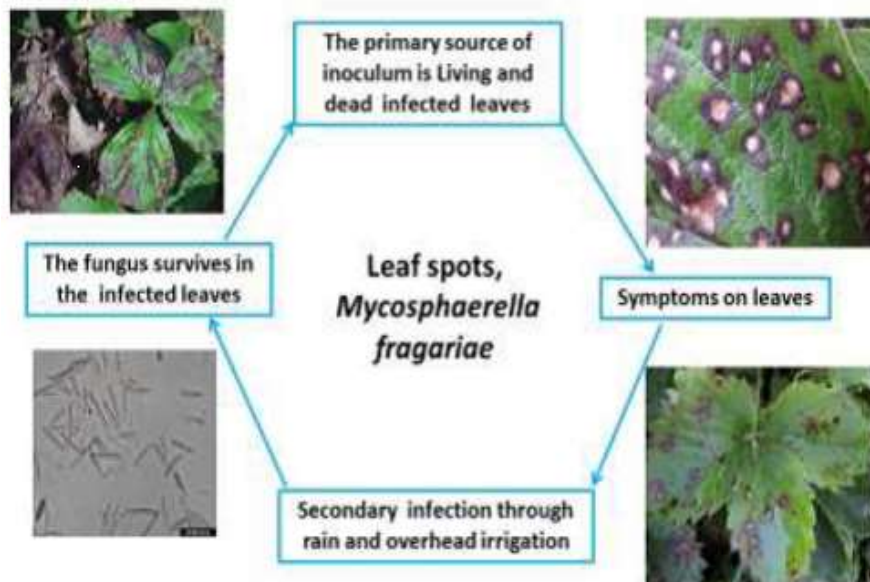 The primary source of
inoculum is Living and
dead infected leaves
The fungus survives in
the infected leaves
Leaf spots,
Mycosphaerella
fragariae
Symptoms on leaves
Secondary infection through
rain and overhead irrigation